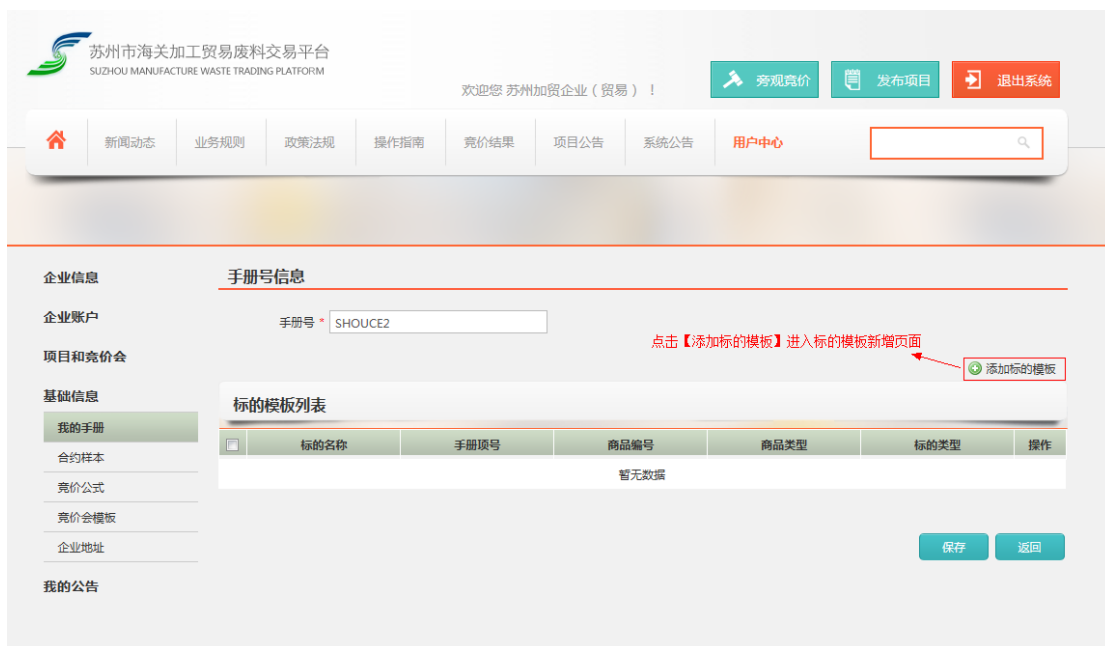 苏州市海关加工贸易废料交易平台
SUZHOU MANUFACTURE WASTE TRADING PLATFORM
欢迎您 苏州加贸企业（贸易）！
旁观竞价 发布项目 退出系统
新闻动态 业务规则 政策法规 操作指南 竞价结果 项目公告 系统公告 用户中心
企业信息
企业账户
项目和竞价会
基础信息
我的手册
合约样本
竞价公式
竞价会模板
企业地址
我的公告
手册号信息
手册号 * SHOUCE2
点击【添加标的模板】进入标的模板新增页面
添加标的模板
标的模板列表
标的名称 手册项号 商品编号 商品类型 标的类型 操作
暂无数据
保存 返回